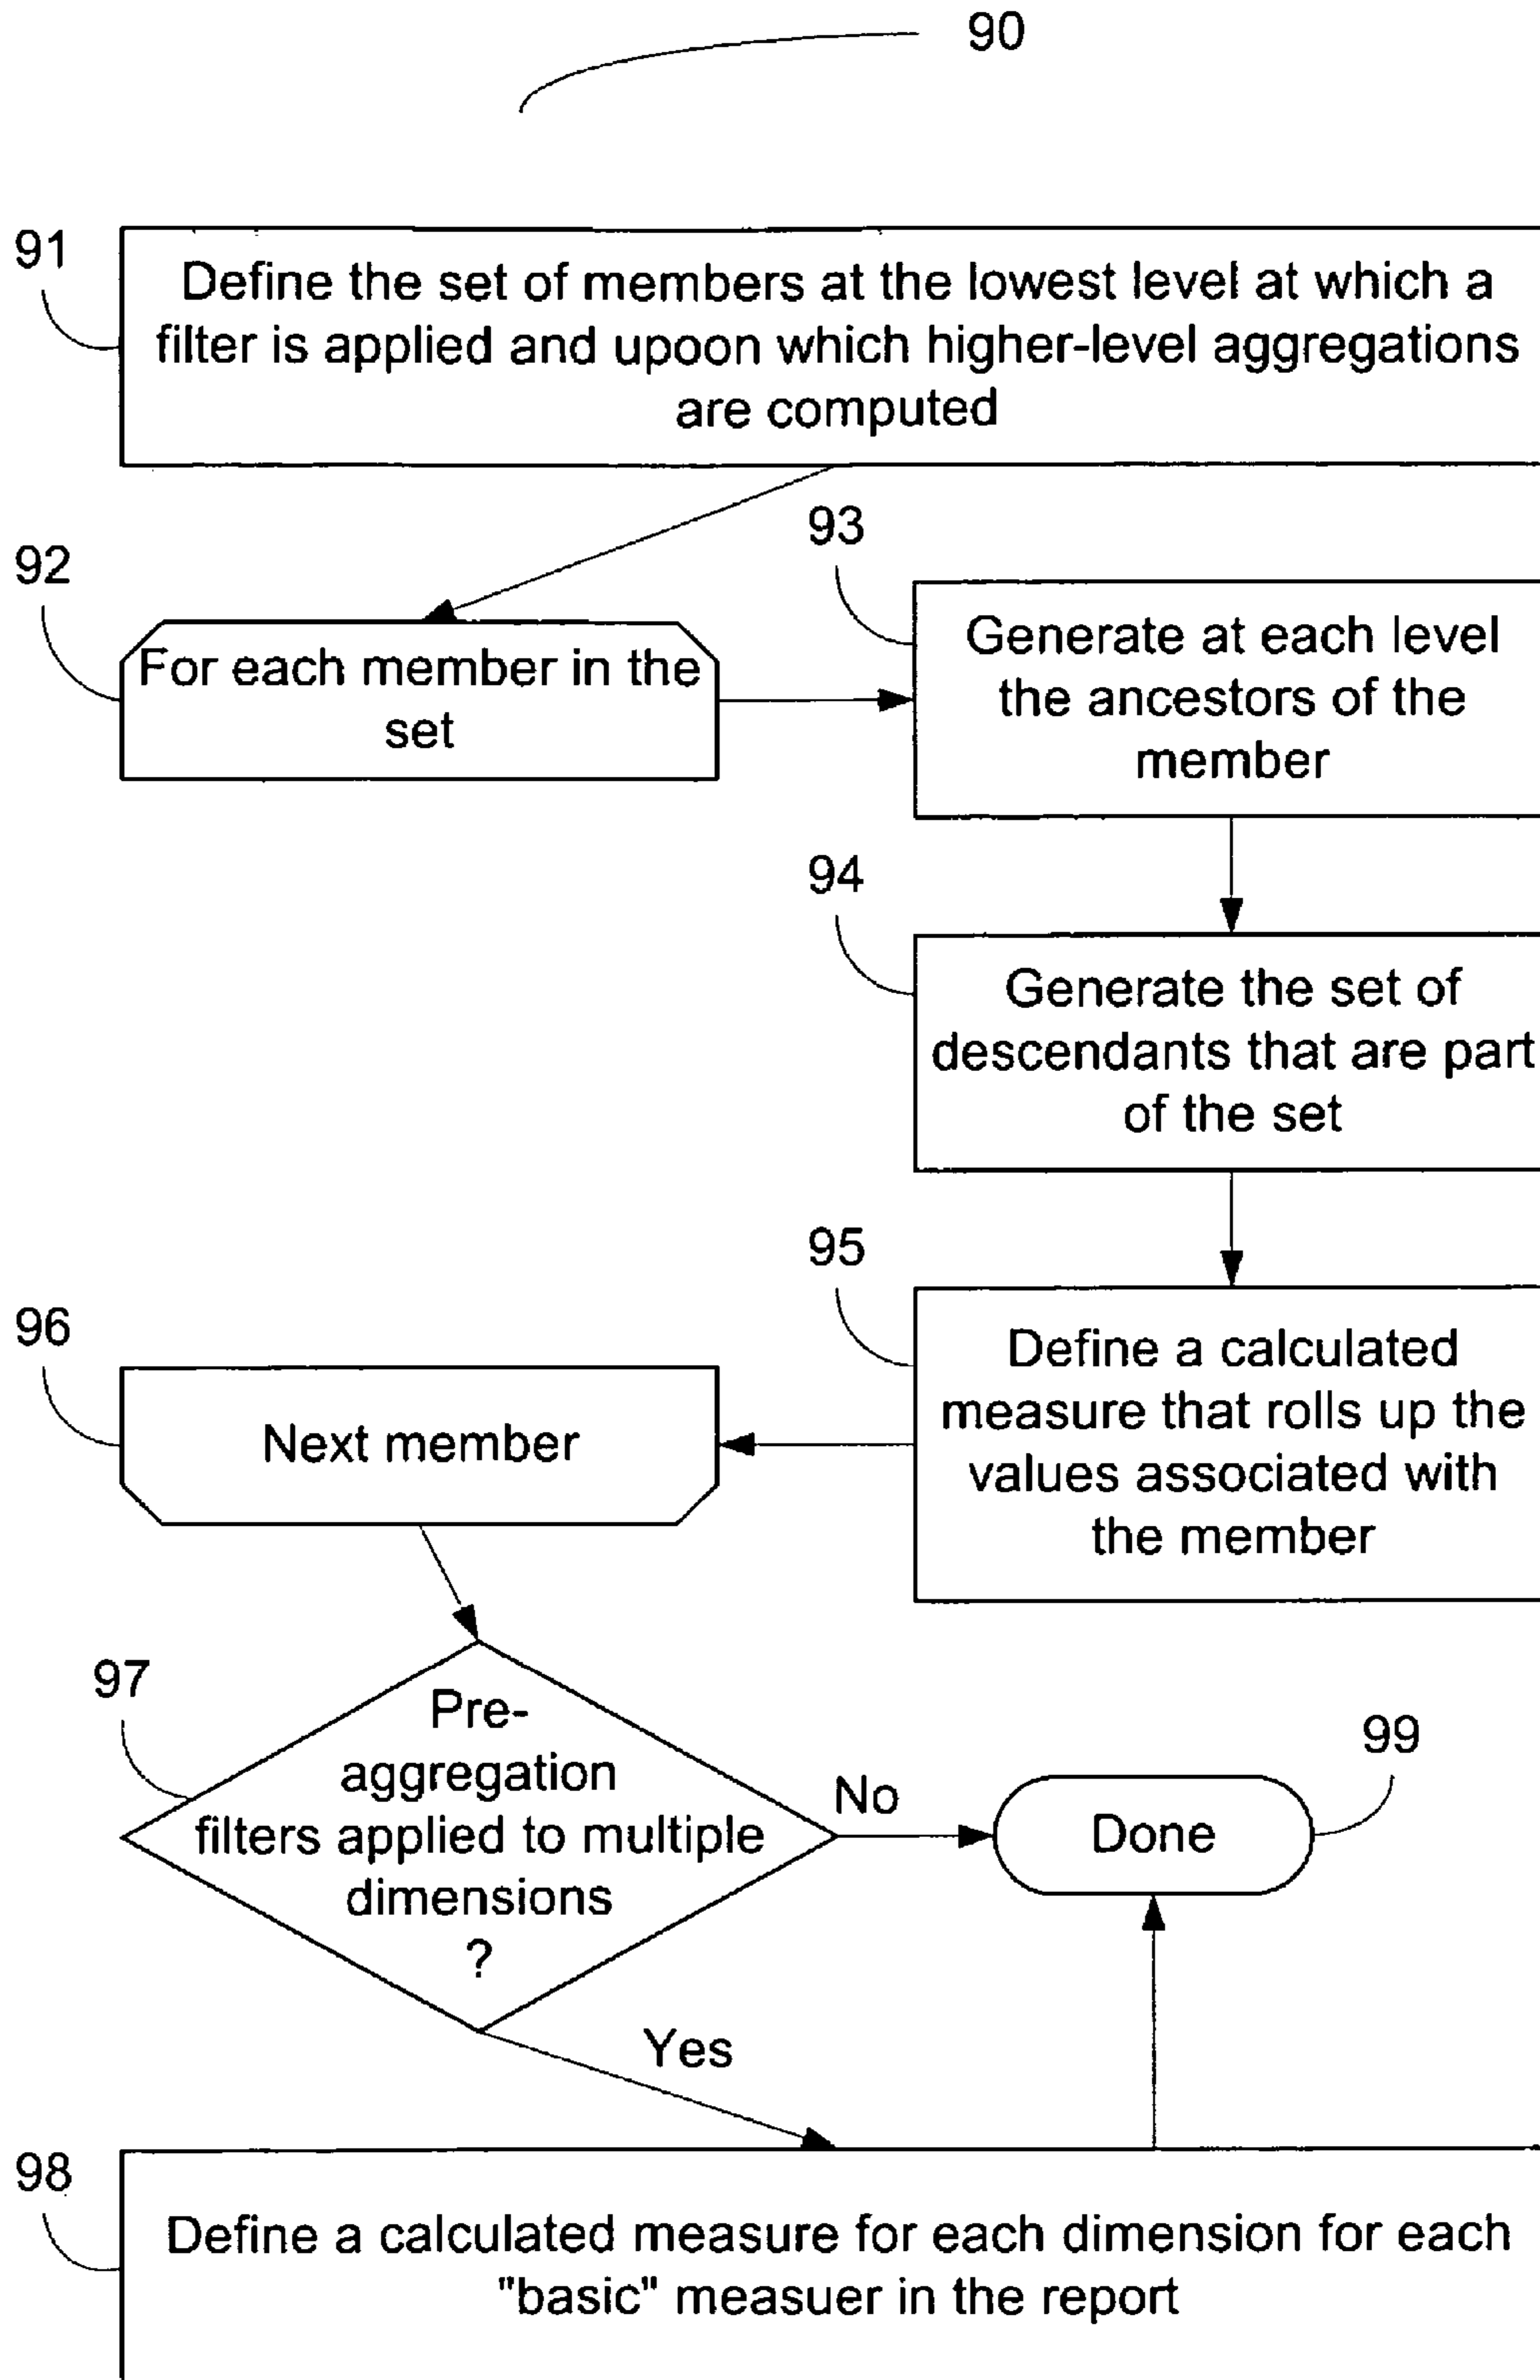 90
91
Define the set of members at the lowest level at which a
filter is applied and upoon which higher-level aggregations
are computed
92
For each member in the
set
93
Generate at each level
the ancestors of the
member
94
Generate the set of
descendants that are part
of the set
95
Define a calculated
measure that rolls up the
values associated with
the member
96
Next member
97
Pre-
aggregation
filters applied to multiple
dimensions
?
No
99
Done
Yes
98
Define a calculated measure for each dimension for each
"basic" measuer in the report